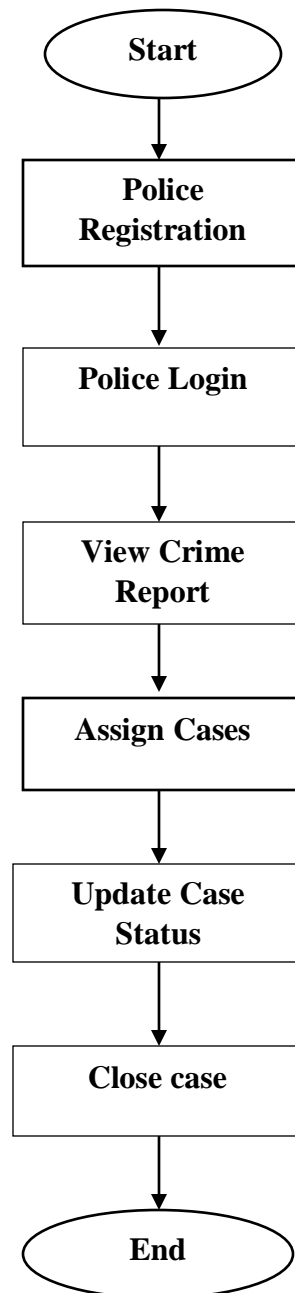 Start
Police
Registration
Police Login
View Crime
Report
Assign Cases
Update Case
Status
Close case
End